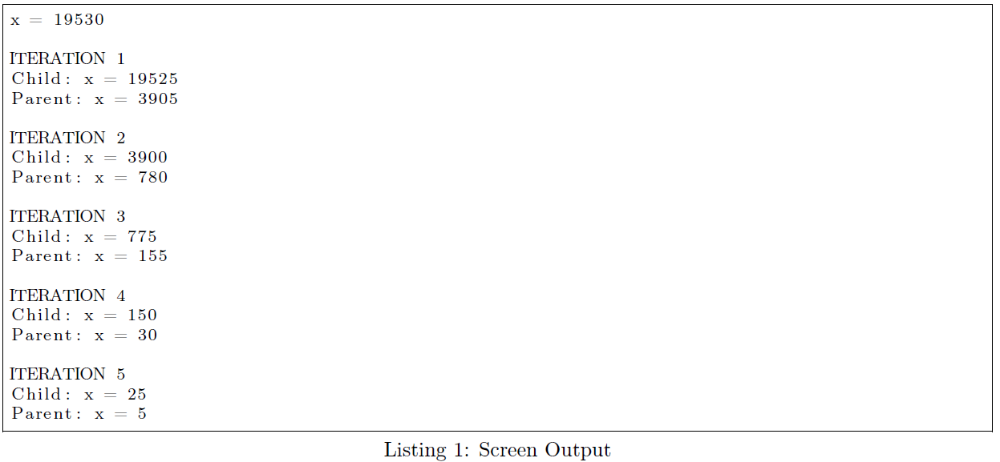 x = 19530
ITERATION 1
Child: x = 19525
Parent: x = 3905
ITERATION 2
Child: x = 3900
Parent: x = 780
ITERATION 3
Child: x = 775
Parent: x = 155
ITERATION 4
Child: x = 150
Parent: x = 30
ITERATION 5
Child: x = 25
Parent: x = 5
Listing 1: Screen Output